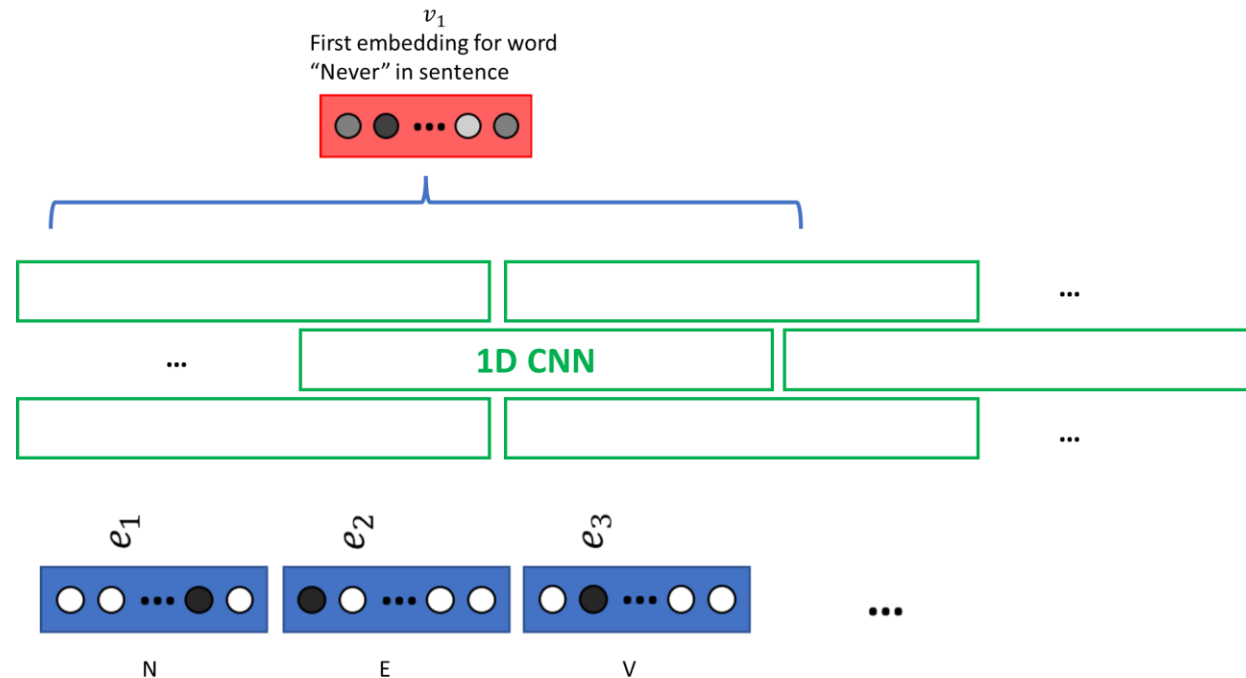 v₁
First embedding for word
“Never” in sentence
...
...
1D CNN
...
e₁
e₂
e₃
...
N
E
V